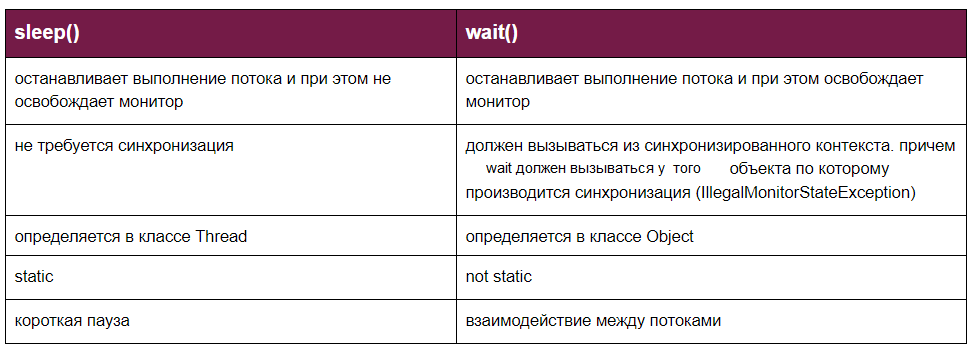 sleep()
wait()
останавливает выполнение потока и при этом не
освобождает монитор
останавливает выполнение потока и при этом освобождает
монитор
не требуется синхронизация
должен вызываться из синхронизированного контекста. причем
wait должен вызываться у того объекта по которому
производится синхронизация (IllegalMonitorStateException)
определяется в классе Thread
определяется в классе Object
static
not static
короткая пауза
взаимодействие между потоками